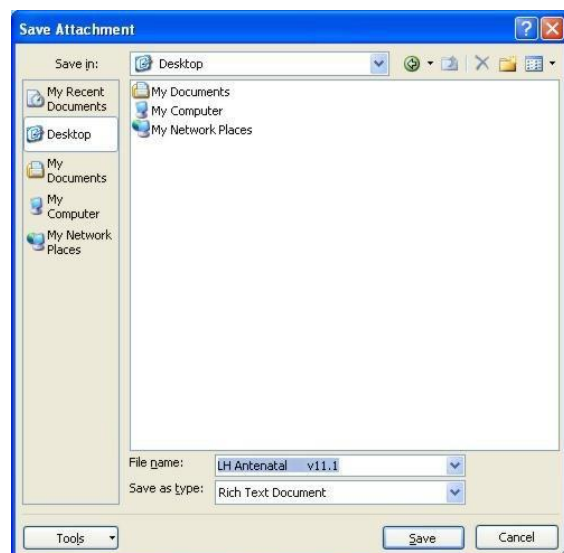 Save Attachment
Save in:
Desktop
My Recent
Documents
Desktop
My
Documents
My
Computer
My Network
Places
My Documents
My Computer
My Network Places
File name:
LH Antenatal v11.1
Save as type:
Rich Text Document
Tools
Save
Cancel